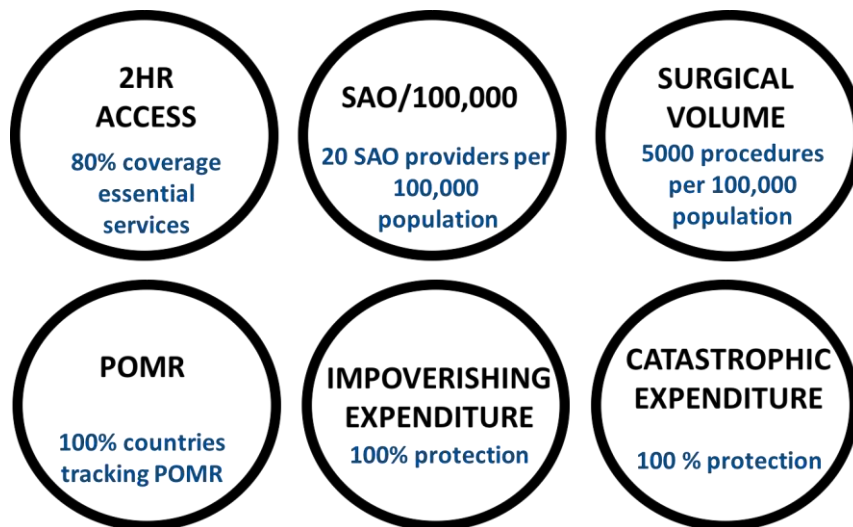 2HR
ACCESS
80% coverage
essential
services
SAO/100,000
20 SAO providers per
100,000
population
SURGICAL
VOLUME
5000 procedures
per 100,000
population
POMR
100% countries
tracking POMR
IMPOVERISHING
EXPENDITURE
100% protection
CATASTROPHIC
EXPENDITURE
100 % protection